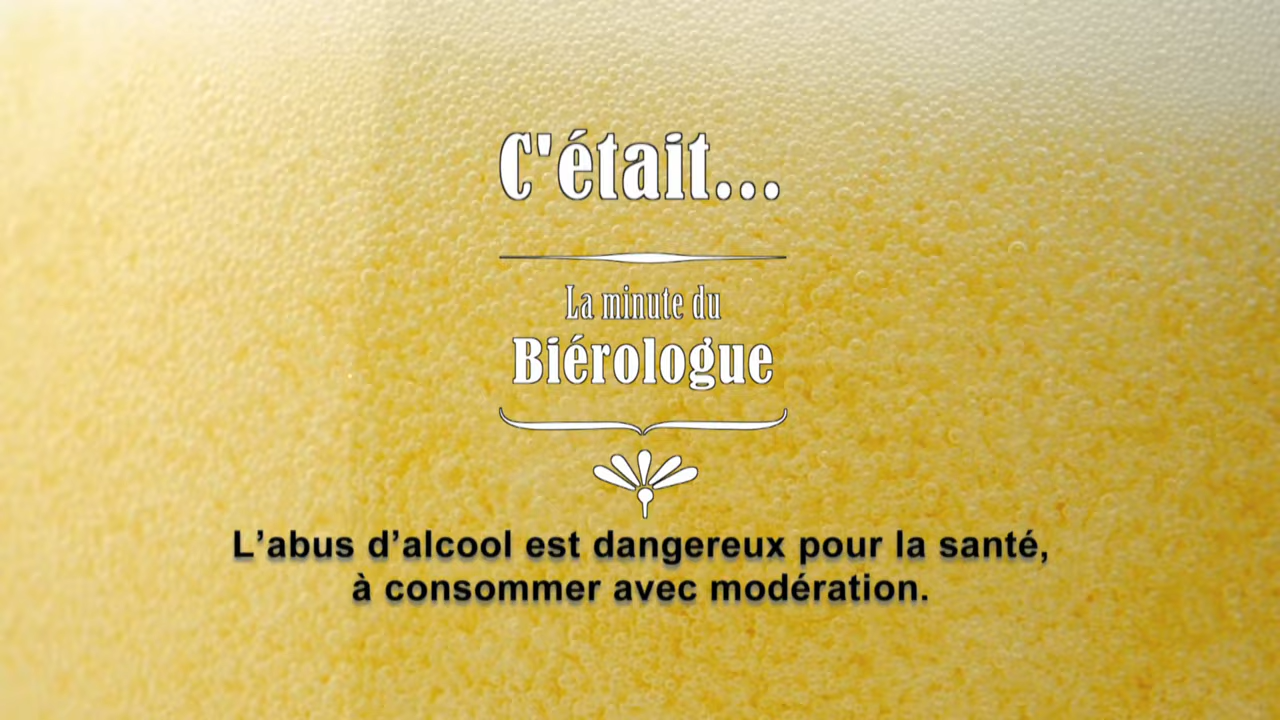 C'était...
La minute du
Biérologue
L’abus d’alcool est dangereux pour la santé,
à consommer avec modération.